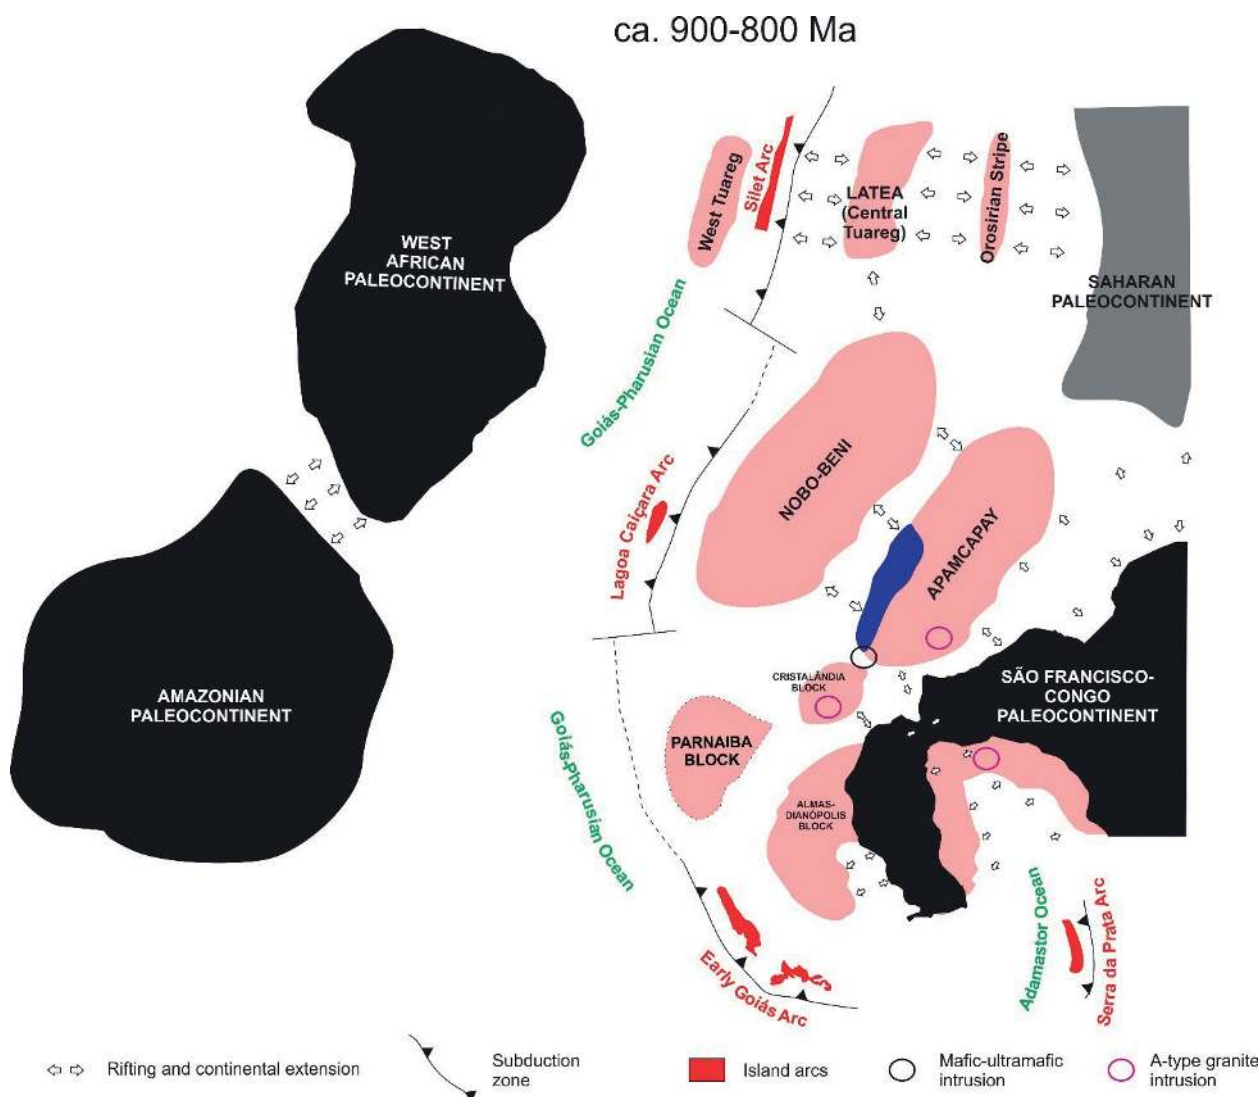 ca. 900-800 Ma
WEST
AFRICAN
PALEOCONTINENT
West Tuareg
Silet Arc
LATEA
(Central
Tuareg)
Orosirian Stripe
SAHARAN
PALEOCONTINENT
Goiás-Pharusian Ocean
NOBO-BENI
APAMCAPAY
Lagoa Caiçara Arc
AMAZONIAN
PALEOCONTINENT
CRISTALÂNDIA
BLOCK
SÃO FRANCISCO-
CONGO
PALEOCONTINENT
PARNAIBA
BLOCK
Goiás-Pharusian Ocean
ALMAS-
DIANÓPOLIS
BLOCK
Early Goiás Arc
Adamastor Ocean
Serra da Prata Arc
Rifting and continental extension
Subduction
zone
Island arcs
Mafic-ultramafic
intrusion
A-type granite
intrusion